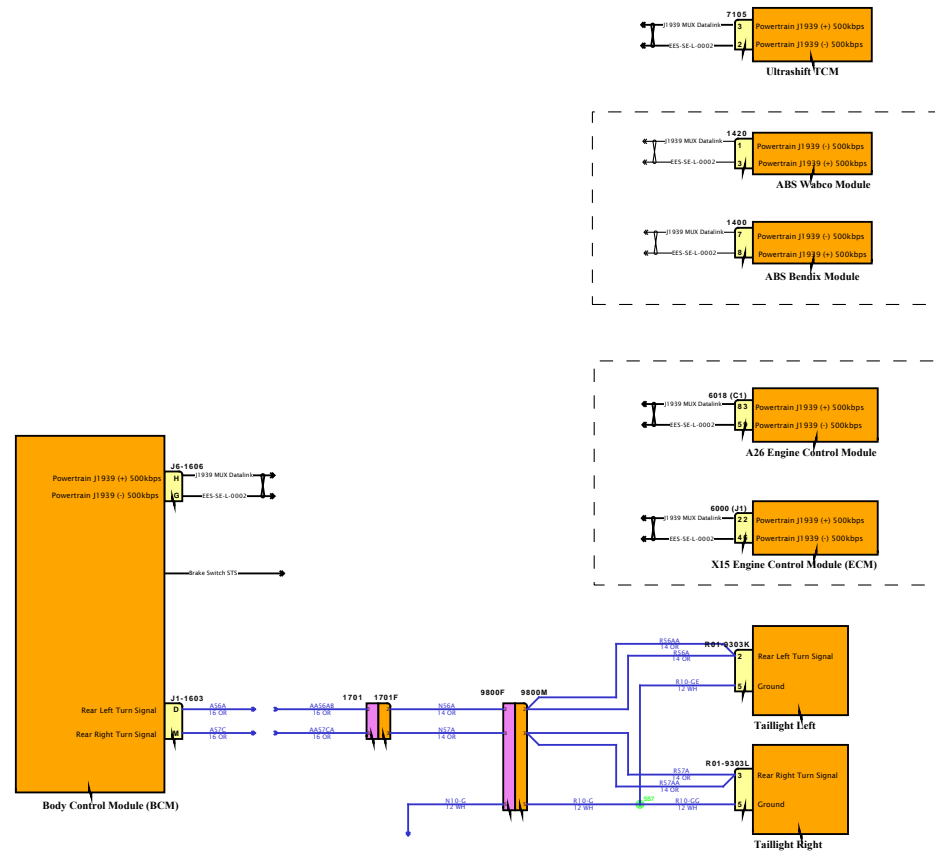 7105
J1939 MUX Datalink
3
Powertrain J1939 (+) 500kbps
EES-SE-L-0002
2
Powertrain J1939 (-) 500kbps
Ultrashift TCM
1420
J1939 MUX Datalink
1
Powertrain J1939 (-) 500kbps
EES-SE-L-0002
3
Powertrain J1939 (+) 500kbps
ABS Wabco Module
1400
J1939 MUX Datalink
7
Powertrain J1939 (-) 500kbps
EES-SE-L-0002
8
Powertrain J1939 (+) 500kbps
ABS Bendix Module
6018 (C1)
J1939 MUX Datalink
83
Powertrain J1939 (+) 500kbps
EES-SE-L-0002
Powertrain J1939 (-) 500kbps
A26 Engine Control Module
J6-1606
Powertrain J1939 (+) 500kbps
H
J1939 MUX Datalink
Powertrain J1939 (-) 500kbps
G
EES-SE-L-0002
6000 (J1)
J1939 MUX Datalink
22
Powertrain J1939 (+) 500kbps
EES-SE-L-0002
Powertrain J1939 (-) 500kbps
X15 Engine Control Module (ECM)
Brake Switch STS
R56AA
14 OR
R01-9303K
R56A
14 OR
2
Rear Left Turn Signal
R10-GE
12 WH
5
Ground
Taillight Left
J1-1603
1701
1701F
9800F
9800M
Rear Left Turn Signal
D
A56A
16 OR
AA56AB
16 OR
N56A
14 OR
Rear Right Turn Signal
M
A57C
16 OR
AA57CA
16 OR
N57A
14 OR
R01-9303L
R57A
14 OR
3
Rear Right Turn Signal
R57AA
14 OR
N10-G
12 WH
R10-G
12 WH
R10-GG
12 WH
5
Ground
Taillight Right
Body Control Module (BCM)